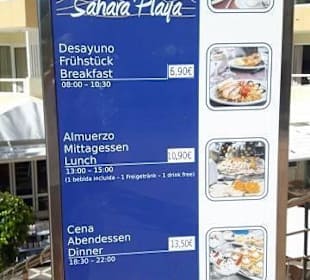 Sahara Playa
Desayuno
Frühstück
Breakfast
6,90€
08:00 – 10:30
Almuerzo
Mittagessen
Lunch
10,90€
13:00 – 15:00
(1 bebida incluida – 1 Freigetränk – 1 drink free)
Cena
Abendessen
Dinner
13,50€
18:30 – 22:00